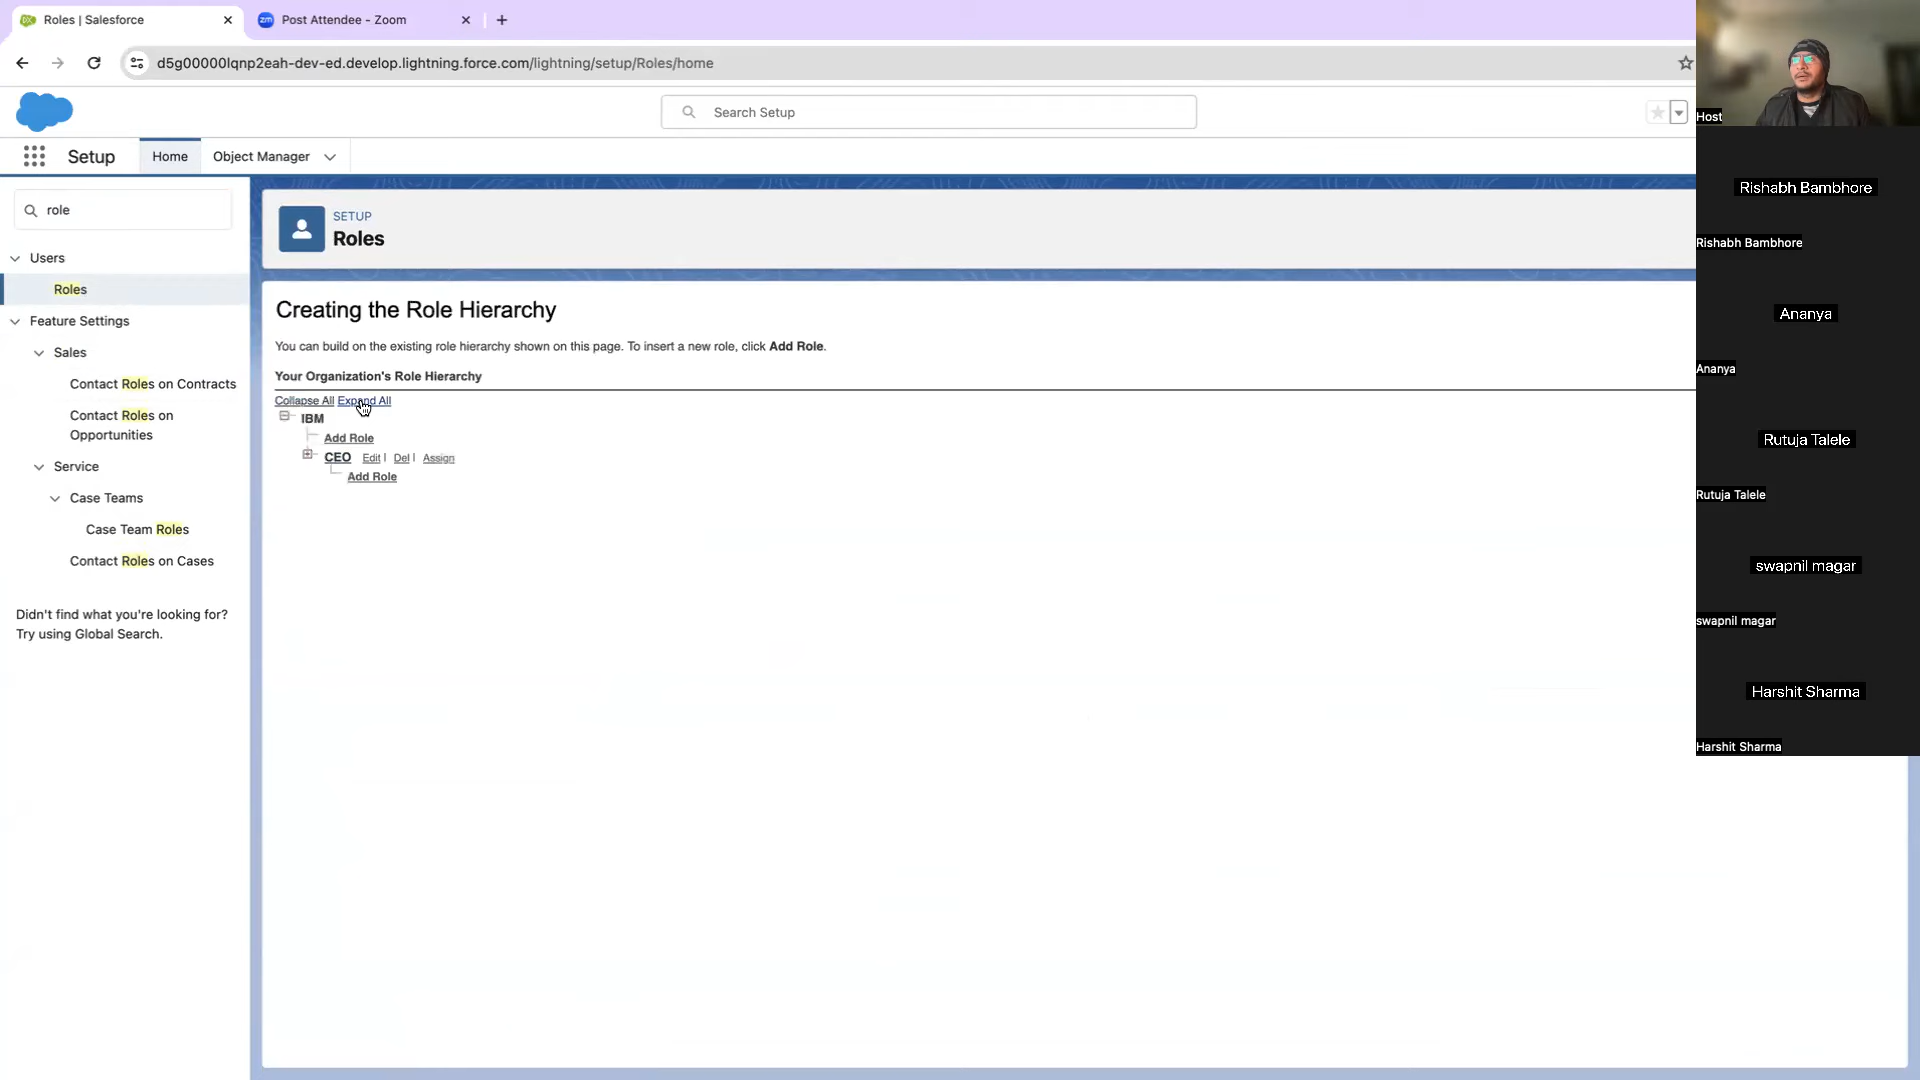 Roles | Salesforce
zm Post Attendee - Zoom
d5g00000lqnp2eah-dev-ed.develop.lightning.force.com/lightning/setup/Roles/home
Search Setup
Setup
Home
Object Manager
role
Users
Roles
Feature Settings
Sales
Contact Roles on Contracts
Contact Roles on
Opportunities
Service
Case Teams
Case Team Roles
Contact Roles on Cases
Didn't find what you're looking for?
Try using Global Search.
SETUP
Roles
Creating the Role Hierarchy
You can build on the existing role hierarchy shown on this page. To insert a new role, click Add Role.
Your Organization's Role Hierarchy
Collapse All Expand All
IBM
Add Role
CEO Edit | Del | Assign
Add Role
Host
Rishabh Bambhore
Rishabh Bambhore
Ananya
Ananya
Rutuja Talele
Rutuja Talele
swapnil magar
swapnil magar
Harshit Sharma
Harshit Sharma